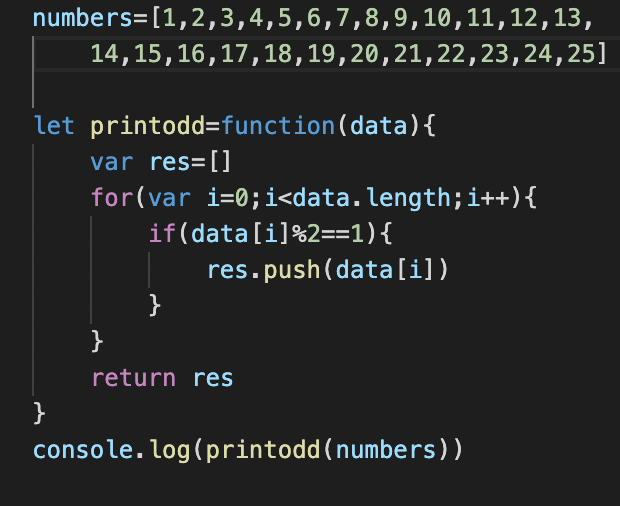 numbers=[1,2,3,4,5,6,7,8,9,10,11,12,13,
    14,15,16,17,18,19,20,21,22,23,24,25]

let printodd=function(data){
    var res=[]
    for(var i=0;i<data.length;i++){
        if(data[i]%2==1){
            res.push(data[i])
        }
    }
    return res
}
console.log(printodd(numbers))